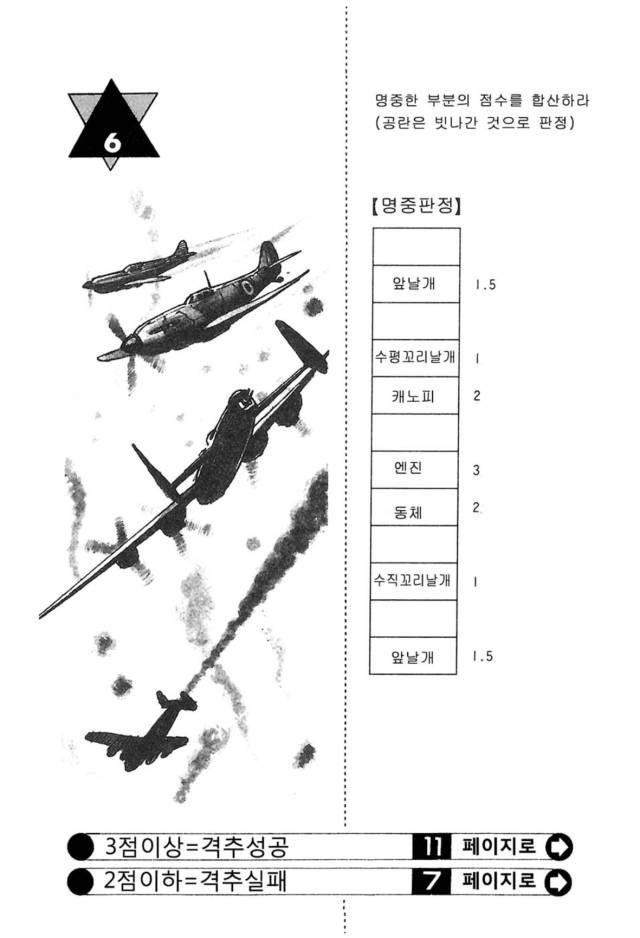 6
명중한 부분의 점수를 합산하라
(공란은 빗나간 것으로 판정)
【명중판정】
앞날개 1.5
수평꼬리날개 1
캐노피 2
엔진 3
동체 2
수직꼬리날개 1
앞날개 1.5
3점이상=격추성공 11 페이지로
2점이하=격추실패 7 페이지로